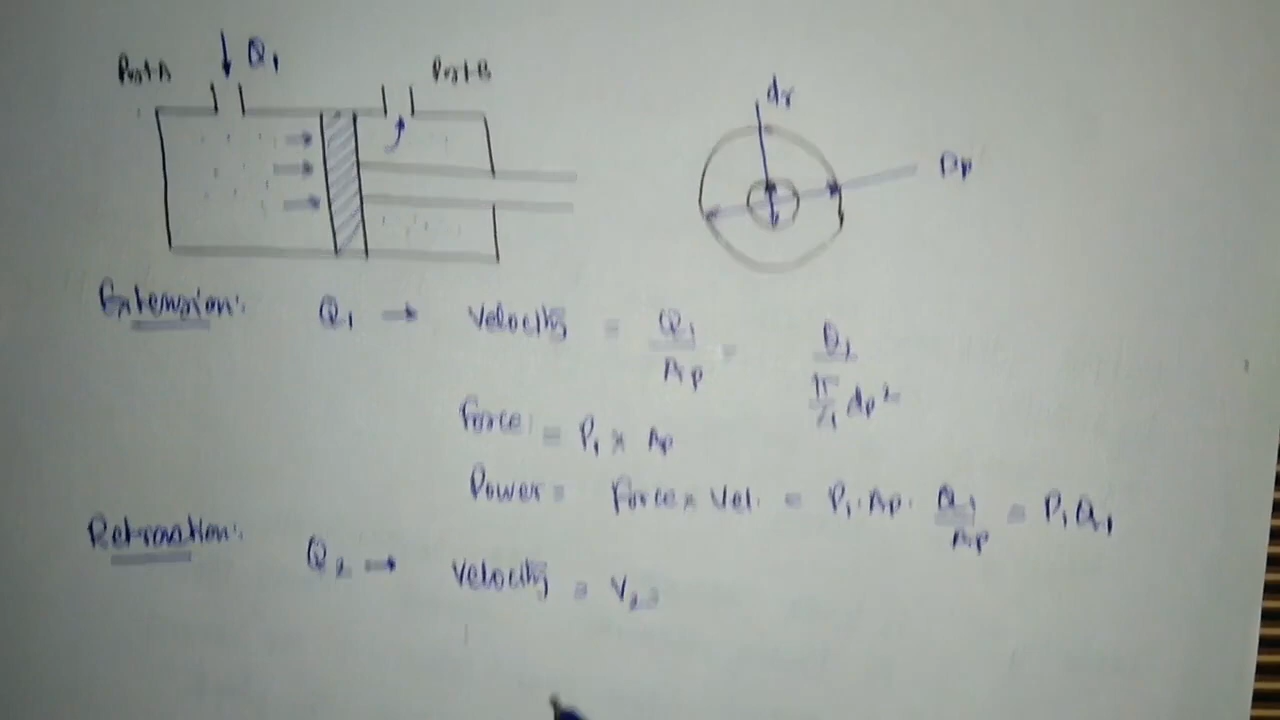 Port A ↓ Q₁ Port B
dr
Dp
Extension: Q₁ → Velocity = Q₁/Ap = Q₁/(π/4 dp²)
Force = P₁ × Ap
Power = Force × Vel. = P₁ · Ap · Q₁/Ap = P₁Q₁
Retraction: Q₂ → Velocity = V₂ =